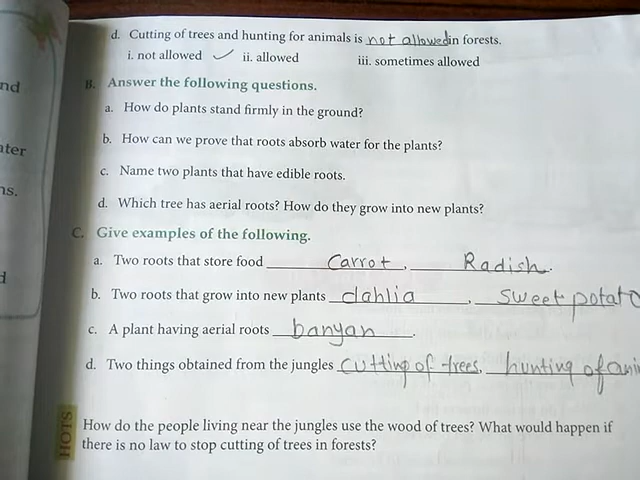 d. Cutting of trees and hunting for animals is not allowed in forests.
i. not allowed ✓ ii. allowed iii. sometimes allowed
nd
B. Answer the following questions.
a. How do plants stand firmly in the ground?
b. How can we prove that roots absorb water for the plants?
ater
c. Name two plants that have edible roots.
ns.
d. Which tree has aerial roots? How do they grow into new plants?
C. Give examples of the following.
a. Two roots that store food Carrot, Radish.
d
b. Two roots that grow into new plants dahlia, sweet potato
c. A plant having aerial roots banyan.
d. Two things obtained from the jungles cutting of trees, hunting of ani
HOTS
How do the people living near the jungles use the wood of trees? What would happen if
there is no law to stop cutting of trees in forests?